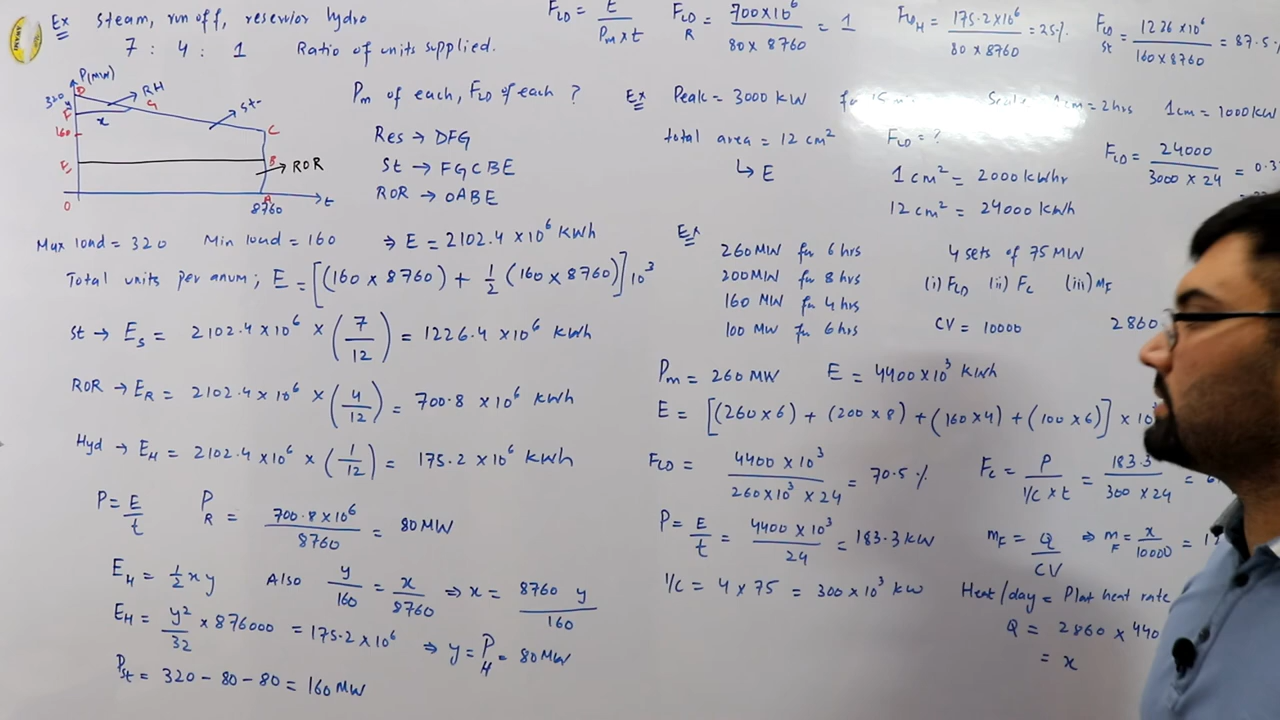 Ex Steam, run off, reservior hydro
7 : 4 : 1 Ratio of units supplied.
P(MW)
320 D RH
y G St-
F x
160 C
E B ROR
0 A t
8760
Pm of each, FLD of each ?
Res → DFG
St → FGCBE
ROR → OABE
Max load = 320 Min load = 160 ⇒ E = 2102.4 × 10^6 KWh
Total units per anum; E = [(160 × 8760) + 1/2 (160 × 8760)] 10^3
St → Es = 2102.4 × 10^6 × (7/12) = 1226.4 × 10^6 KWh
ROR → ER = 2102.4 × 10^6 × (4/12) = 700.8 × 10^6 KWh
Hyd → EH = 2102.4 × 10^6 × (1/12) = 175.2 × 10^6 KWh
P = E/t PR = 700.8 × 10^6 / 8760 = 80 MW
EH = 1/2 xy Also y/160 = x/8760 ⇒ x = 8760 y / 160
EH = y²/32 × 876000 = 175.2 × 10^6 ⇒ y = PH = 80 MW
Pst = 320 - 80 - 80 = 160 MW
FLD = E / Pm × t FLD R = 700 × 10^6 / 80 × 8760 = 1 FLD H = 175.2 × 10^6 / 80 × 8760 = 25% FLD St = 1226 × 10^6 / 160 × 8760 = 87.5%
Ex Peak = 3000 KW 1cm = 2hrs 1cm = 1000 KW
total area = 12 cm² FLD = ?
↳ E 1cm² = 2000 KWhr FLD = 24000 / 3000 × 24 = 0.3
12 cm² = 24000 KWh
Ex
260 MW for 6 hrs 4 sets of 75 MW
200 MW for 8 hrs (i) FLD (ii) Fc (iii) mF
160 MW for 4 hrs
100 MW for 6 hrs CV = 10000 2860
Pm = 260 MW E = 4400 × 10^3 KWh
E = [(260 × 6) + (200 × 8) + (160 × 4) + (100 × 6)] × 10
FLD = 4400 × 10^3 / 260 × 10^3 × 24 = 70.5 % Fc = P / I/C × t = 183.3 / 300 × 24 =
P = E/t = 4400 × 10^3 / 24 = 183.3 KW mF = Q/CV ⇒ mF = x/10000 =
I/C = 4 × 75 = 300 × 10^3 KW Heat/day = Plat heat rate
Q = 2860 × 440
= x